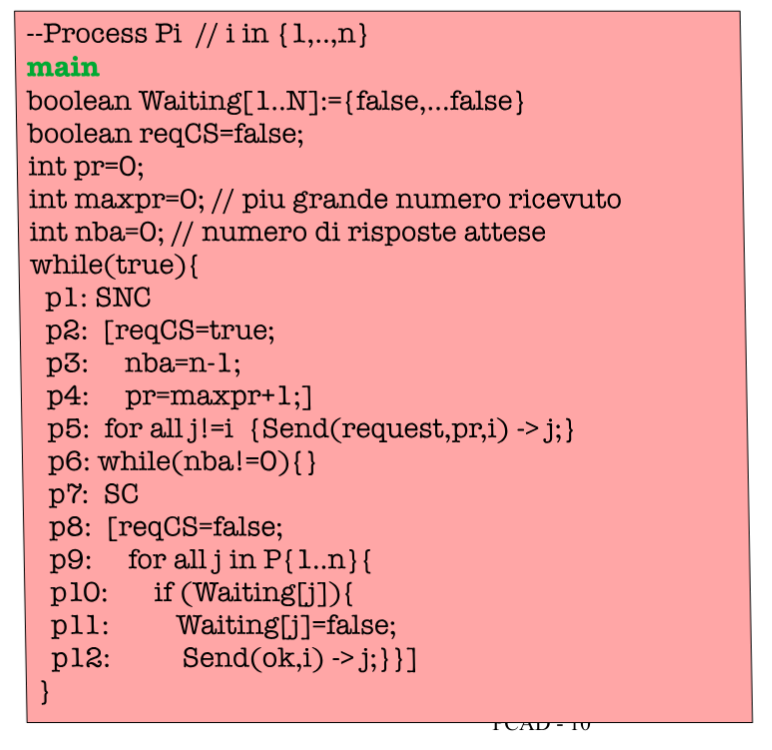 --Process Pi // i in {1,..,n}
main
boolean Waiting[1..N]:={false,...false}
boolean reqCS=false;
int pr=0;
int maxpr=0; // piu grande numero ricevuto
int nba=0; // numero di risposte attese
while(true){
p1: SNC
p2: [reqCS=true;
p3: nba=n-1;
p4: pr=maxpr+1;]
p5: for all j!=i {Send(request,pr,i) -> j;}
p6: while(nba!=0){}
p7: SC
p8: [reqCS=false;
p9: for all j in P{1..n}{
p10: if (Waiting[j]){
p11: Waiting[j]=false;
p12: Send(ok,i) -> j;}}]
}
PCAD - 10